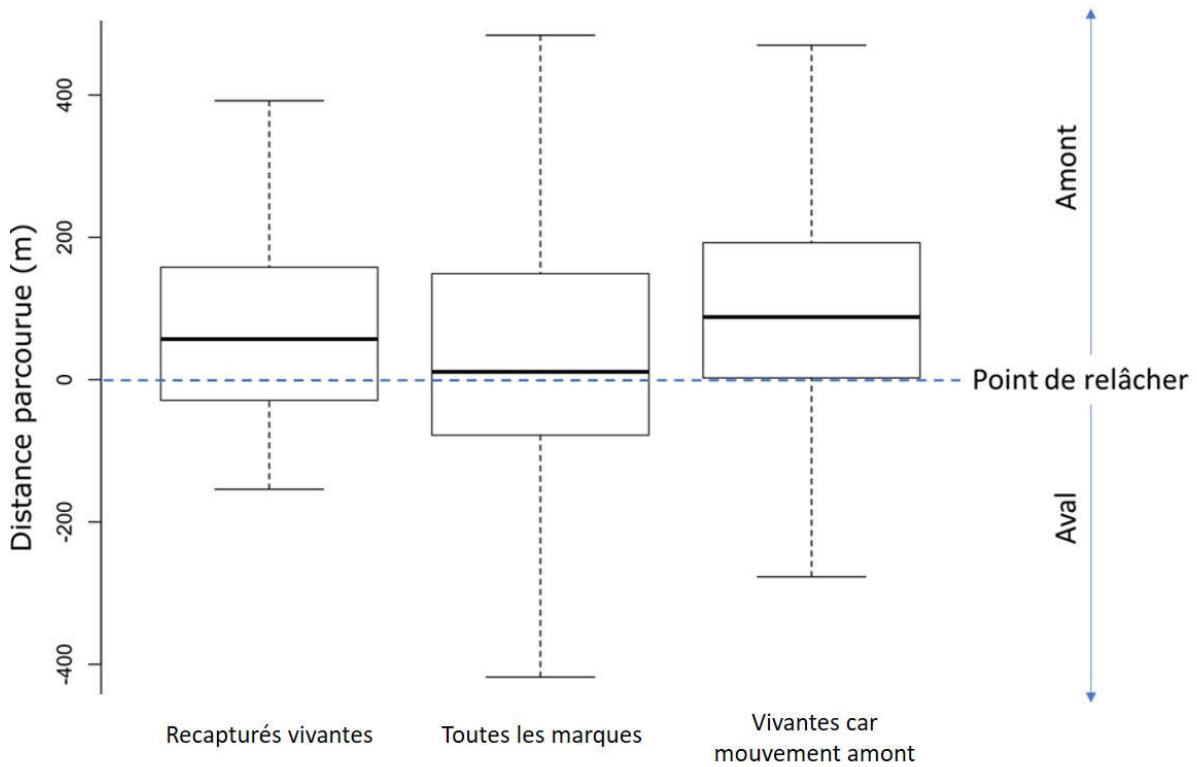 Distance parcourue (m)
400
200
0
-200
-400
Amont
Point de relâcher
Aval
Recapturés vivantes
Toutes les marques
Vivantes car
mouvement amont